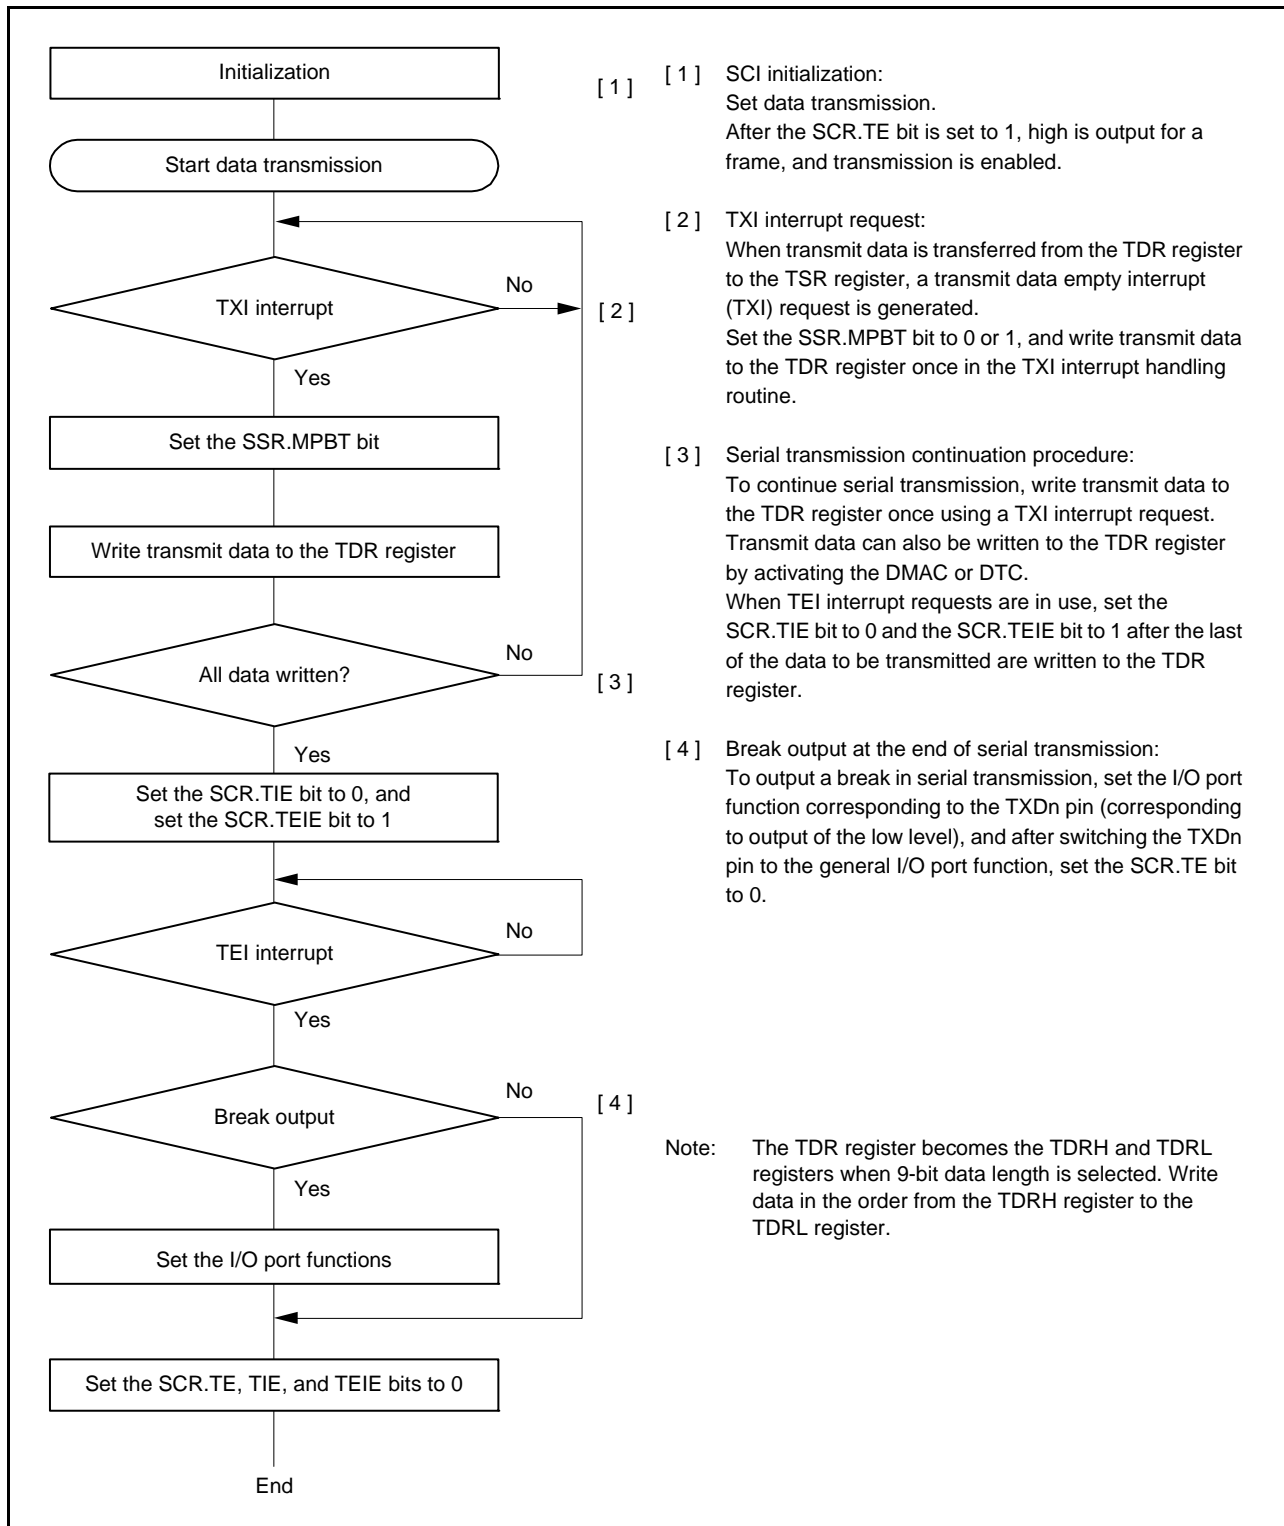 Initialization
[ 1 ]
Start data transmission
TXI interrupt
No
[ 2 ]
Yes
Set the SSR.MPBT bit
Write transmit data to the TDR register
All data written?
No
[ 3 ]
Yes
Set the SCR.TIE bit to 0, and
set the SCR.TEIE bit to 1
TEI interrupt
No
Yes
Break output
No
[ 4 ]
Yes
Set the I/O port functions
Set the SCR.TE, TIE, and TEIE bits to 0
End
[ 1 ] SCI initialization:
Set data transmission.
After the SCR.TE bit is set to 1, high is output for a
frame, and transmission is enabled.
[ 2 ] TXI interrupt request:
When transmit data is transferred from the TDR register
to the TSR register, a transmit data empty interrupt
(TXI) request is generated.
Set the SSR.MPBT bit to 0 or 1, and write transmit data
to the TDR register once in the TXI interrupt handling
routine.
[ 3 ] Serial transmission continuation procedure:
To continue serial transmission, write transmit data to
the TDR register once using a TXI interrupt request.
Transmit data can also be written to the TDR register
by activating the DMAC or DTC.
When TEI interrupt requests are in use, set the
SCR.TIE bit to 0 and the SCR.TEIE bit to 1 after the last
of the data to be transmitted are written to the TDR
register.
[ 4 ] Break output at the end of serial transmission:
To output a break in serial transmission, set the I/O port
function corresponding to the TXDn pin (corresponding
to output of the low level), and after switching the TXDn
pin to the general I/O port function, set the SCR.TE bit
to 0.
Note: The TDR register becomes the TDRH and TDRL
registers when 9-bit data length is selected. Write
data in the order from the TDRH register to the
TDRL register.